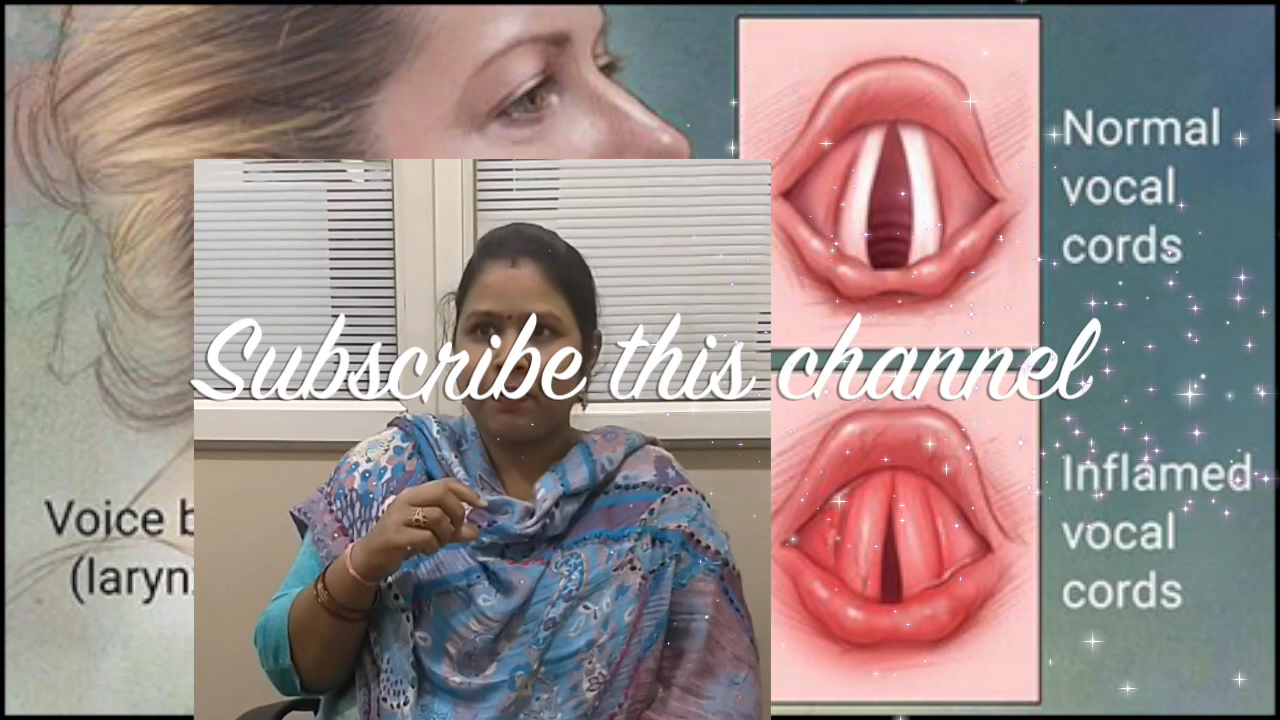 Normal
vocal
cords
Subscribe this channel
Inflamed
vocal
cords
Voice b
(laryn